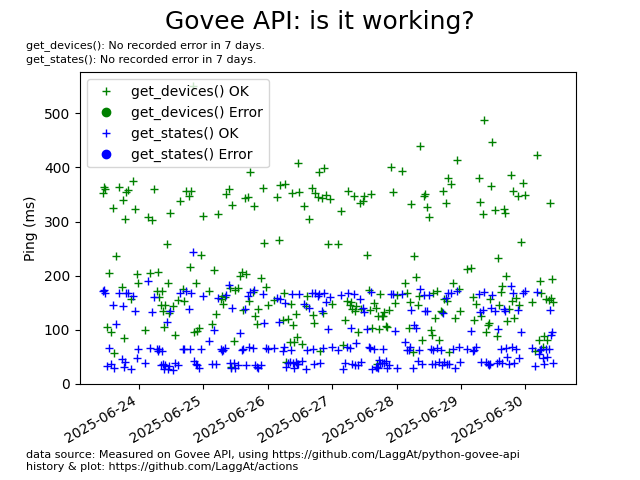 Govee API: is it working?
get_devices(): No recorded error in 7 days.
get_states(): No recorded error in 7 days.
get_devices() OK
get_devices() Error
get_states() OK
get_states() Error
Ping (ms)
500
400
300
200
100
0
2025-06-24
2025-06-25
2025-06-26
2025-06-27
2025-06-28
2025-06-29
2025-06-30
data source: Measured on Govee API, using https://github.com/LaggAt/python-govee-api
history & plot: https://github.com/LaggAt/actions